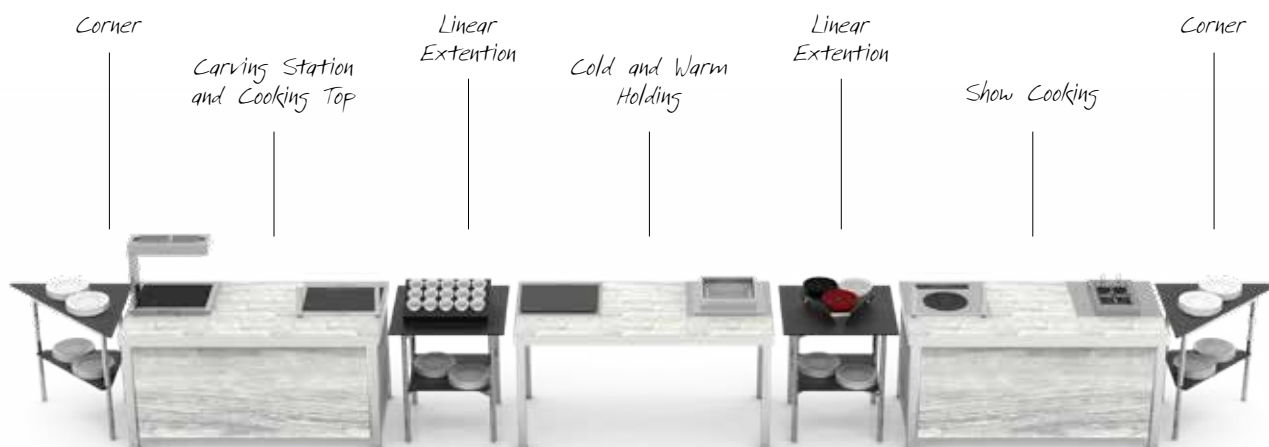 Corner
Carving Station
and Cooking Top
Linear
Extention
Cold and Warm
Holding
Linear
Extention
Show Cooking
Corner